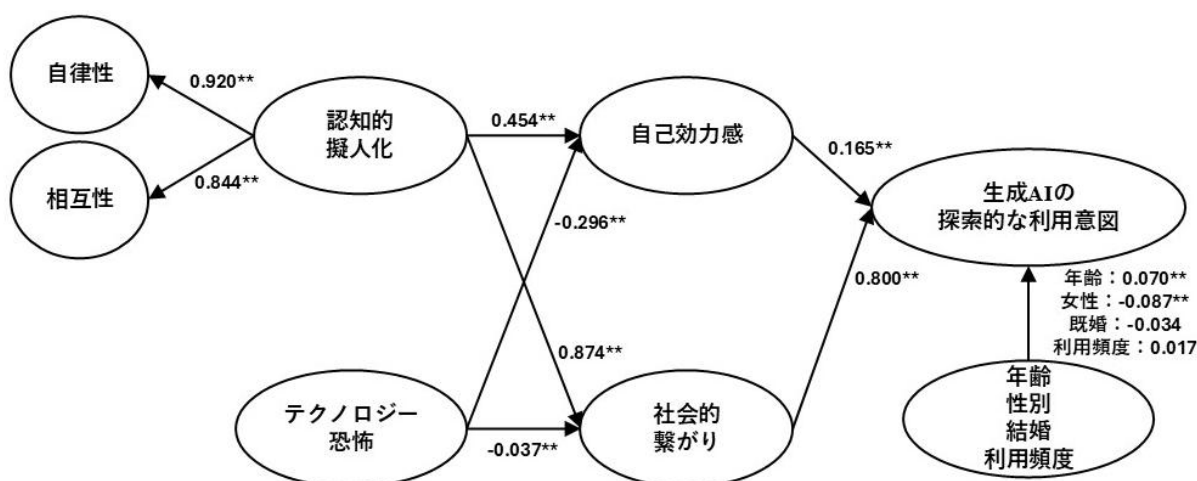 自律性
0.920**
相互性
0.844**
認知的
擬人化
0.454**
自己効力感
0.165**
-0.296**
生成AIの
探索的な利用意図
0.800**
年齢：0.070**
女性：-0.087**
既婚：-0.034
利用頻度：0.017
0.874**
テクノロジー
恐怖
-0.037**
社会的
繋がり
年齢
性別
結婚
利用頻度